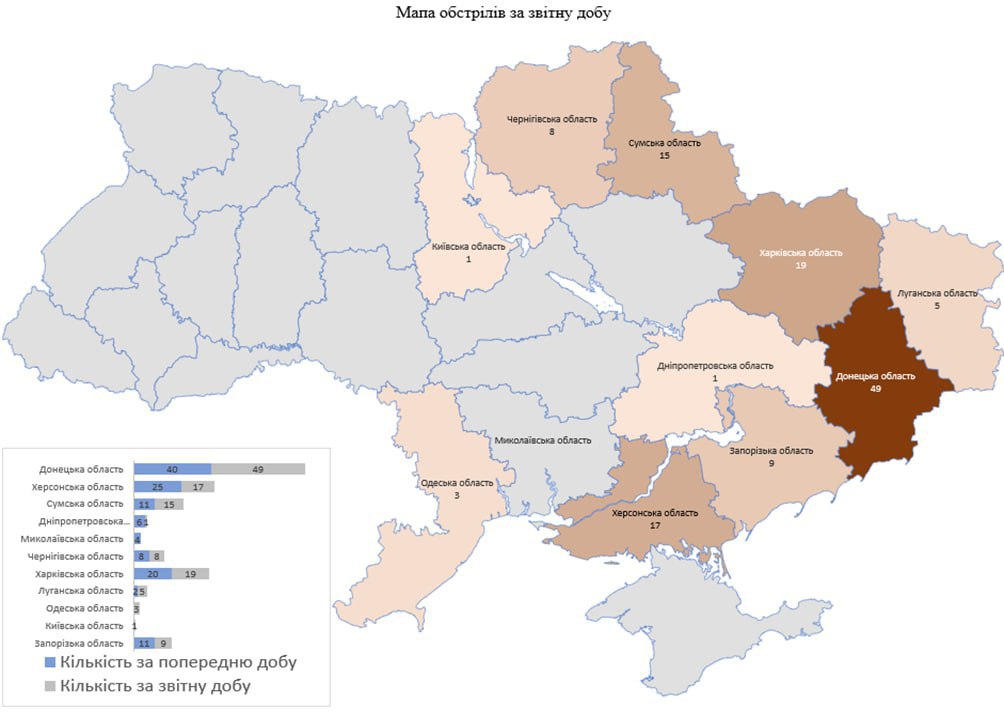 Мапа обстрілів за звітну добу
Чернігівська область
8
Сумська область
15
Київська область
1
Харківська область
19
Луганська область
5
Дніпропетровська область
1
Донецька область
49
Миколаївська область
Запорізька область
9
Одеська область
3
Херсонська область
17
Донецька область 40 49
Херсонська область 25 17
Сумська область 11 15
Дніпропетровська... 6 1
Миколаївська область 4
Чернігівська область 8 8
Харківська область 20 19
Луганська область 2 5
Одеська область 3
Київська область 1
Запорізька область 11 9
Кількість за попередню добу
Кількість за звітну добу